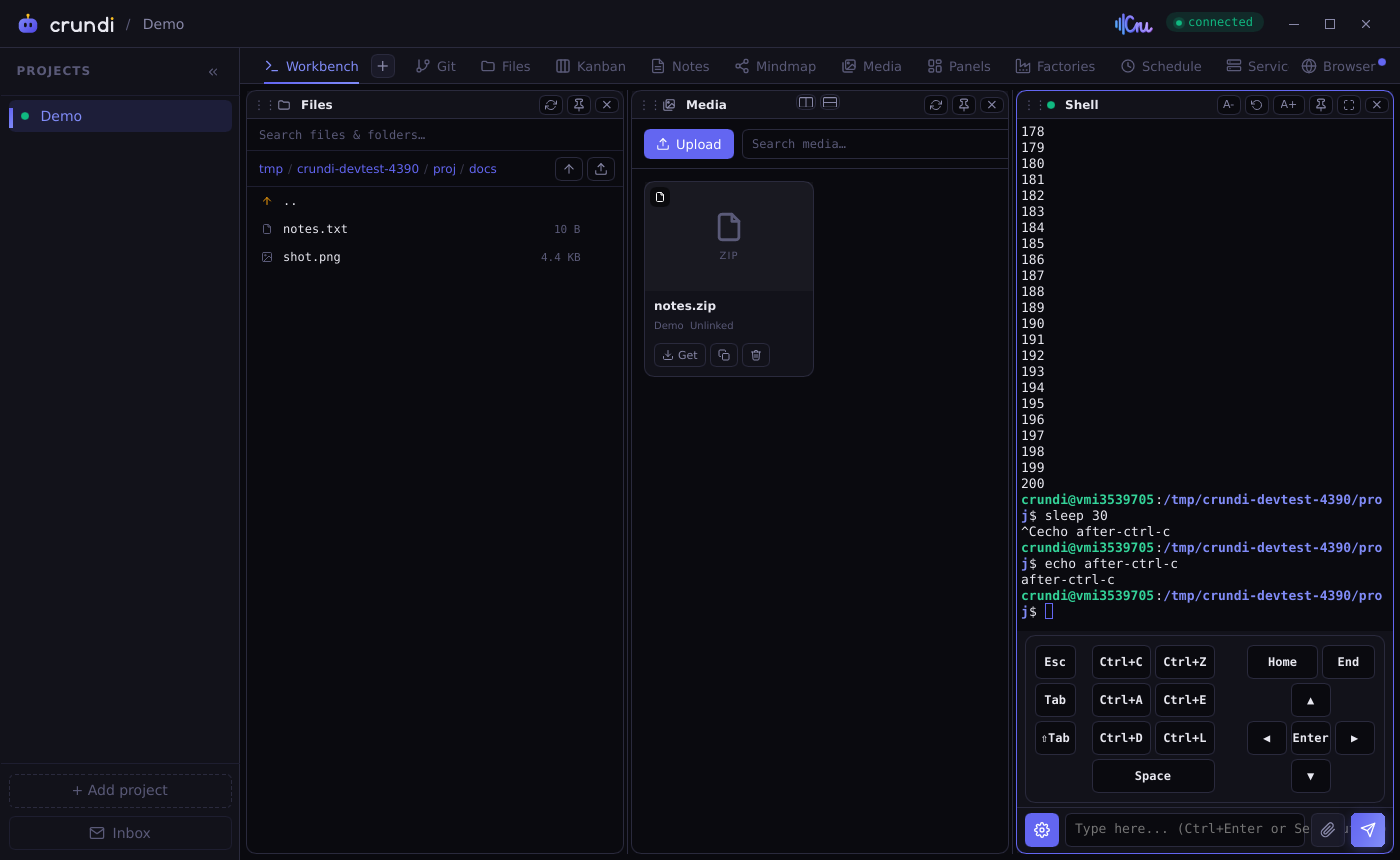 crundi / Demo
Cru
connected
PROJECTS
«
Demo
+ Add project
Inbox
Workbench
+
Git
Files
Kanban
Notes
Mindmap
Media
Panels
Factories
Schedule
Servic
Browser
Files
Search files & folders…
tmp / crundi-devtest-4390 / proj / docs
..
notes.txt 10 B
shot.png 4.4 KB
Media
Upload
Search media…
ZIP
notes.zip
Demo Unlinked
Get
Shell
A-
A+
178
179
180
181
182
183
184
185
186
187
188
189
190
191
192
193
194
195
196
197
198
199
200
crundi@vmi3539705:/tmp/crundi-devtest-4390/pro
j$ sleep 30
^Cecho after-ctrl-c
crundi@vmi3539705:/tmp/crundi-devtest-4390/pro
j$ echo after-ctrl-c
after-ctrl-c
crundi@vmi3539705:/tmp/crundi-devtest-4390/pro
j$
Esc Ctrl+C Ctrl+Z Home End
Tab Ctrl+A Ctrl+E ▲
⇧Tab Ctrl+D Ctrl+L ◀ Enter ▶
Space ▼
Type here... (Ctrl+Enter or Se